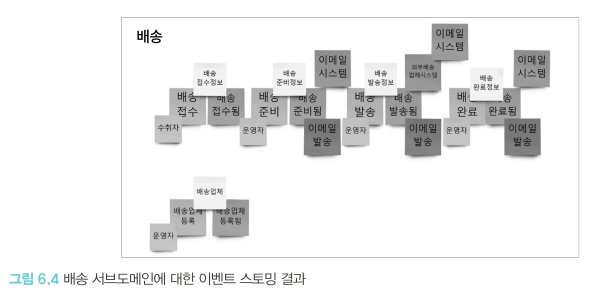 배송
이메일
시스템
배송
접수정보
배송
접수
배송
접수됨
수취자
배송
준비정보
이메일
시스템
배송
준비
배송
준비됨
운영자
이메일
발송
배송
발송정보
외부배송
업체시스템
이메일
시스템
배송
발송
배송
발송됨
운영자
이메일
발송
배송
완료정보
이메일
시스템
배송
완료
완료됨
운영자
이메일
발송
배송업체
배송업체
등록
배송업체
등록됨
운영자
그림 6.4 배송 서브도메인에 대한 이벤트 스토밍 결과